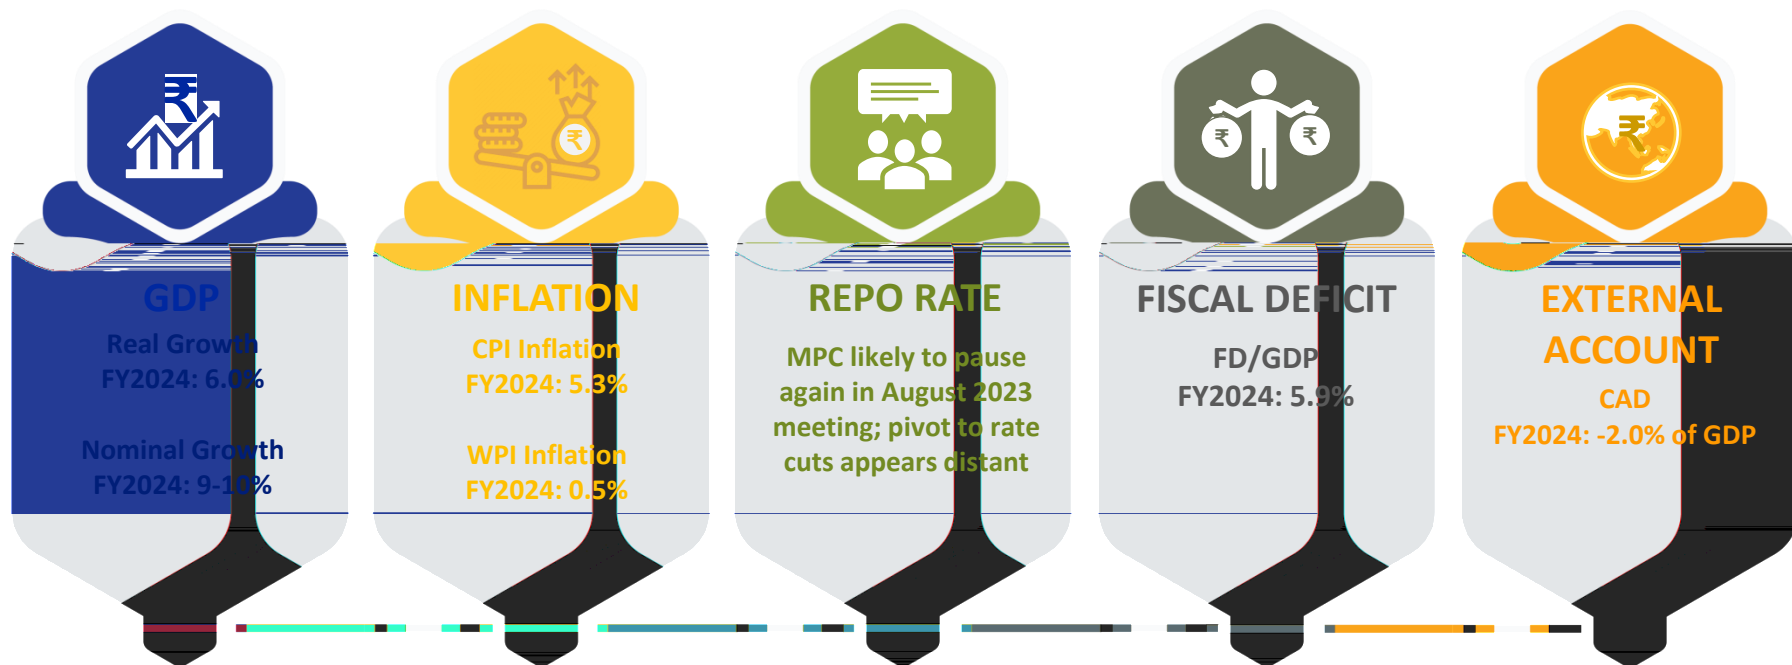 ₹
GDP
Real Growth
FY2024: 6.0%
Nominal Growth
FY2024: 9-10%
₹
INFLATION
CPI Inflation
FY2024: 5.3%
WPI Inflation
FY2024: 0.5%
REPO RATE
MPC likely to pause
again in August 2023
meeting; pivot to rate
cuts appears distant
₹ ₹
FISCAL DEFICIT
FD/GDP
FY2024: 5.9%
₹
EXTERNAL
ACCOUNT
CAD
FY2024: -2.0% of GDP